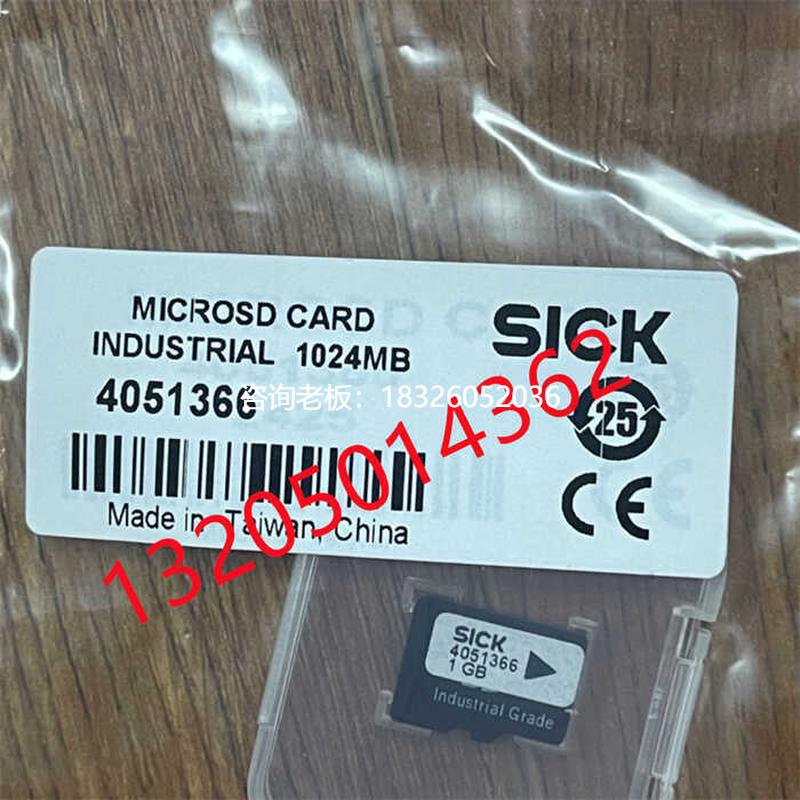 MICROSD CARD
INDUSTRIAL 1024MB
4051366
SICK
25
CE
Made in Taiwan, China
咨询老板：18326052036
13205014362
SICK
4051366
1 GB
Industrial Grade